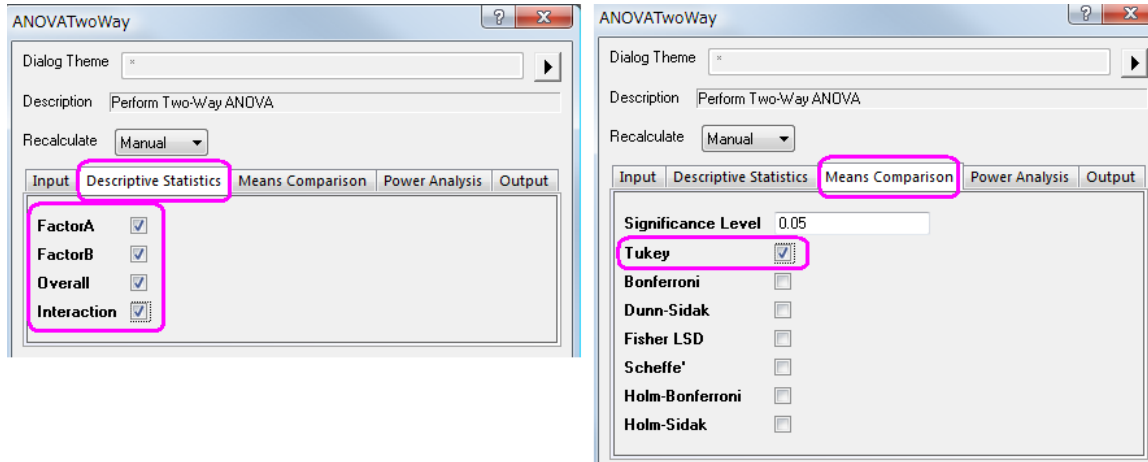 ANOVATwoWay
Dialog Theme *
Description Perform Two-Way ANOVA
Recalculate Manual
Input Descriptive Statistics Means Comparison Power Analysis Output
FactorA
FactorB
Overall
Interaction
ANOVATwoWay
Dialog Theme *
Description Perform Two-Way ANOVA
Recalculate Manual
Input Descriptive Statistics Means Comparison Power Analysis Output
Significance Level 0.05
Tukey
Bonferroni
Dunn-Sidak
Fisher LSD
Scheffe'
Holm-Bonferroni
Holm-Sidak